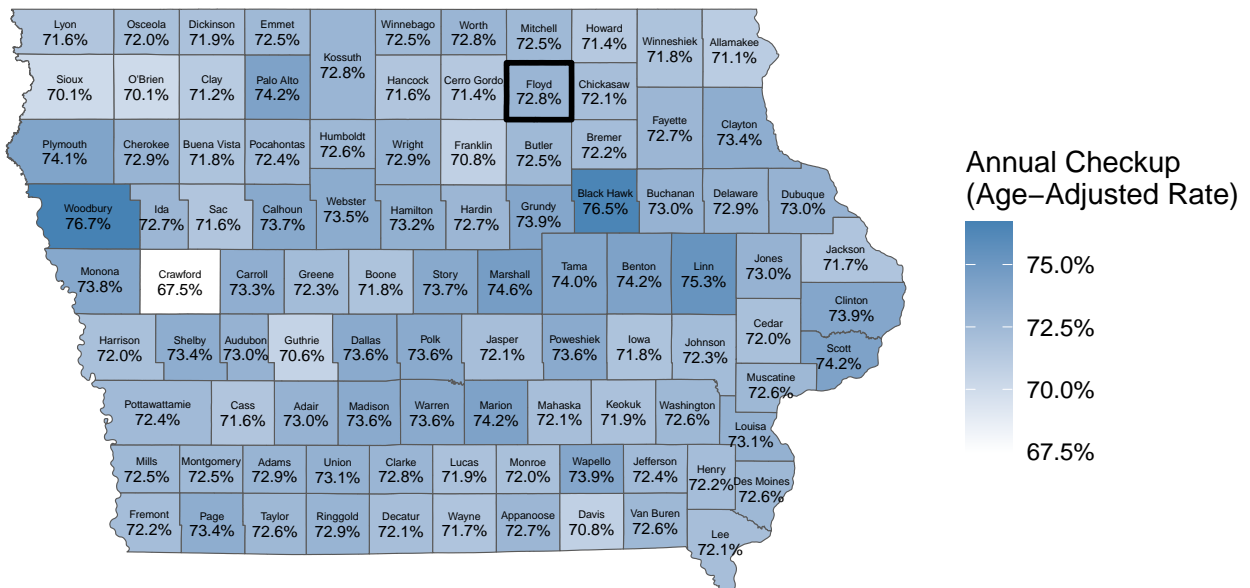 Lyon
71.6%
Osceola
72.0%
Dickinson
71.9%
Emmet
72.5%
Kossuth
72.8%
Winnebago
72.5%
Worth
72.8%
Mitchell
72.5%
Howard
71.4%
Winneshiek
71.8%
Allamakee
71.1%
Sioux
70.1%
O'Brien
70.1%
Clay
71.2%
Palo Alto
74.2%
Hancock
71.6%
Cerro Gordo
71.4%
Floyd
72.8%
Chickasaw
72.1%
Fayette
72.7%
Clayton
73.4%
Plymouth
74.1%
Cherokee
72.9%
Buena Vista
71.8%
Pocahontas
72.4%
Humboldt
72.6%
Wright
72.9%
Franklin
70.8%
Butler
72.5%
Bremer
72.2%
Woodbury
76.7%
Ida
72.7%
Sac
71.6%
Calhoun
73.7%
Webster
73.5%
Hamilton
73.2%
Hardin
72.7%
Grundy
73.9%
Black Hawk
76.5%
Buchanan
73.0%
Delaware
72.9%
Dubuque
73.0%
Monona
73.8%
Crawford
67.5%
Carroll
73.3%
Greene
72.3%
Boone
71.8%
Story
73.7%
Marshall
74.6%
Tama
74.0%
Benton
74.2%
Linn
75.3%
Jones
73.0%
Jackson
71.7%
Clinton
73.9%
Harrison
72.0%
Shelby
73.4%
Audubon
73.0%
Guthrie
70.6%
Dallas
73.6%
Polk
73.6%
Jasper
72.1%
Poweshiek
73.6%
Iowa
71.8%
Johnson
72.3%
Cedar
72.0%
Scott
74.2%
Muscatine
72.6%
Pottawattamie
72.4%
Cass
71.6%
Adair
73.0%
Madison
73.6%
Warren
73.6%
Marion
74.2%
Mahaska
72.1%
Keokuk
71.9%
Washington
72.6%
Louisa
73.1%
Mills
72.5%
Montgomery
72.5%
Adams
72.9%
Union
73.1%
Clarke
72.8%
Lucas
71.9%
Monroe
72.0%
Wapello
73.9%
Jefferson
72.4%
Henry
72.2%
Des Moines
72.6%
Fremont
72.2%
Page
73.4%
Taylor
72.6%
Ringgold
72.9%
Decatur
72.1%
Wayne
71.7%
Appanoose
72.7%
Davis
70.8%
Van Buren
72.6%
Lee
72.1%
Annual Checkup
(Age−Adjusted Rate)
75.0%
72.5%
70.0%
67.5%